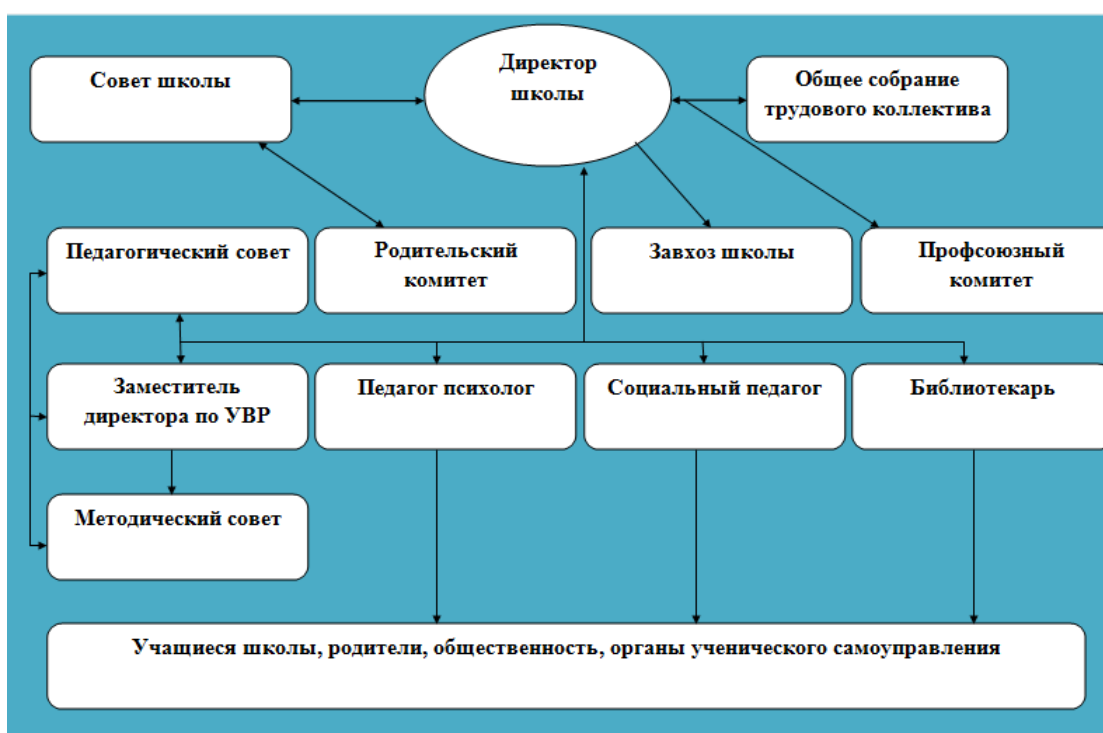 Совет школы
Директор
школы
Общее собрание
трудового коллектива
Педагогический совет
Родительский
комитет
Завхоз школы
Профсоюзный
комитет
Заместитель
директора по УВР
Педагог психолог
Социальный педагог
Библиотекарь
Методический совет
Учащиеся школы, родители, общественность, органы ученического самоуправления